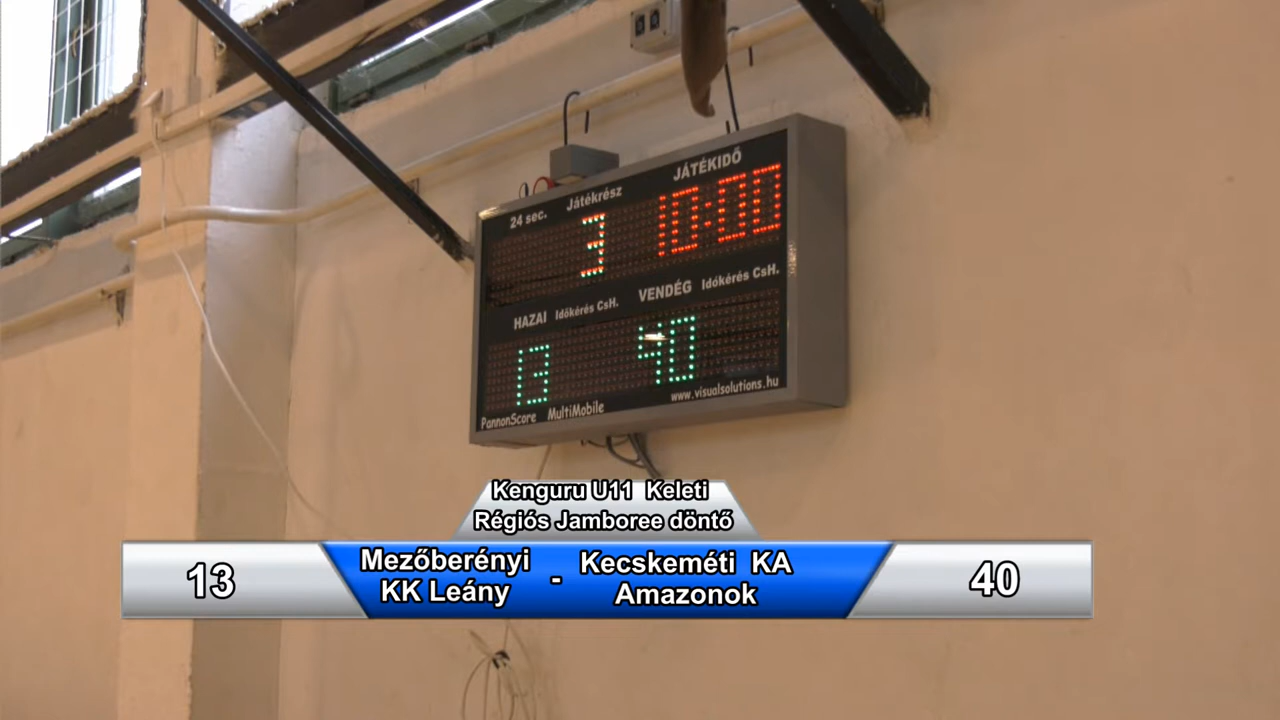 24 sec. Játékrész JÁTÉKIDŐ
3 10:00
HAZAI Időkérés CsH. VENDÉG Időkérés CsH.
13 40
PannonScore MultiMobile www.visualsolutions.hu
Kenguru U11 Keleti
Régiós Jamboree döntő
13
Mezőberényi
KK Leány
-
Kecskeméti KA
Amazonok
40